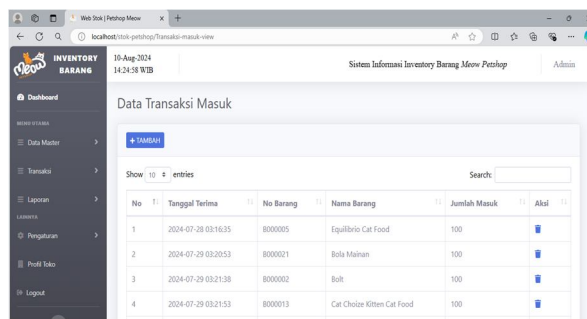 Web Stok | Petshop Meow
localhost/stok-petshop/Transaksi-masuk-view
Meow
INVENTORY
BARANG
10-Aug-2024
14:24:58 WIB
Sistem Informasi Inventory Barang Meow Petshop
Admin
Dashboard
MENU UTAMA
Data Master
Transaksi
Laporan
LAINNYA
Pengaturan
Profil Toko
Logout
Data Transaksi Masuk
+ TAMBAH
Show 10 entries
Search:
No Tanggal Terima No Barang Nama Barang Jumlah Masuk Aksi
1 2024-07-28 03:16:35 B000005 Equilibrio Cat Food 100
2 2024-07-29 03:20:53 B000021 Bola Mainan 100
3 2024-07-29 03:21:38 B000002 Bolt 100
4 2024-07-29 03:21:53 B000013 Cat Choize Kitten Cat Food 100